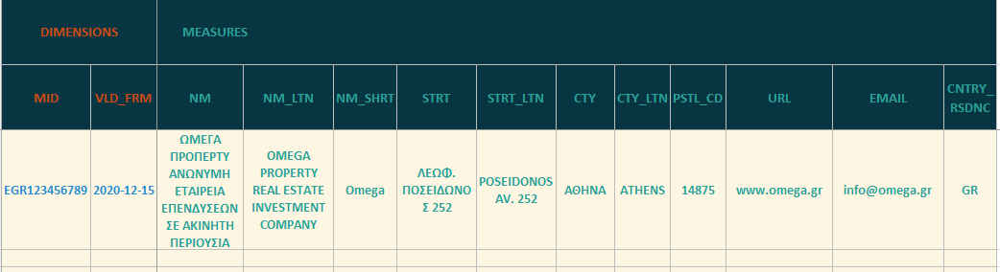 DIMENSIONS MEASURES
MID VLD_FRM NM NM_LTN NM_SHRT STRT STRT_LTN CTY CTY_LTN PSTL_CD URL EMAIL CNTRY_
RSDNC
ΩΜΕΓΑ
ΠΡΟΠΕΡΤΥ
ΑΝΩΝΥΜΗ
ΕΤΑΙΡΕΙΑ
ΕΠΕΝΔΥΣΕΩΝ
ΣΕ ΑΚΙΝΗΤΗ
ΠΕΡΙΟΥΣΙΑ
OMEGA
PROPERTY
REAL ESTATE
INVESTMENT
COMPANY
ΛΕΩΦ.
ΠΟΣΕΙΔΩΝΟ
Σ 252
POSEIDONOS
AV. 252
EGR123456789 2020-12-15 Omega ΑΘΗΝΑ ATHENS 14875 www.omega.gr info@omega.gr GR